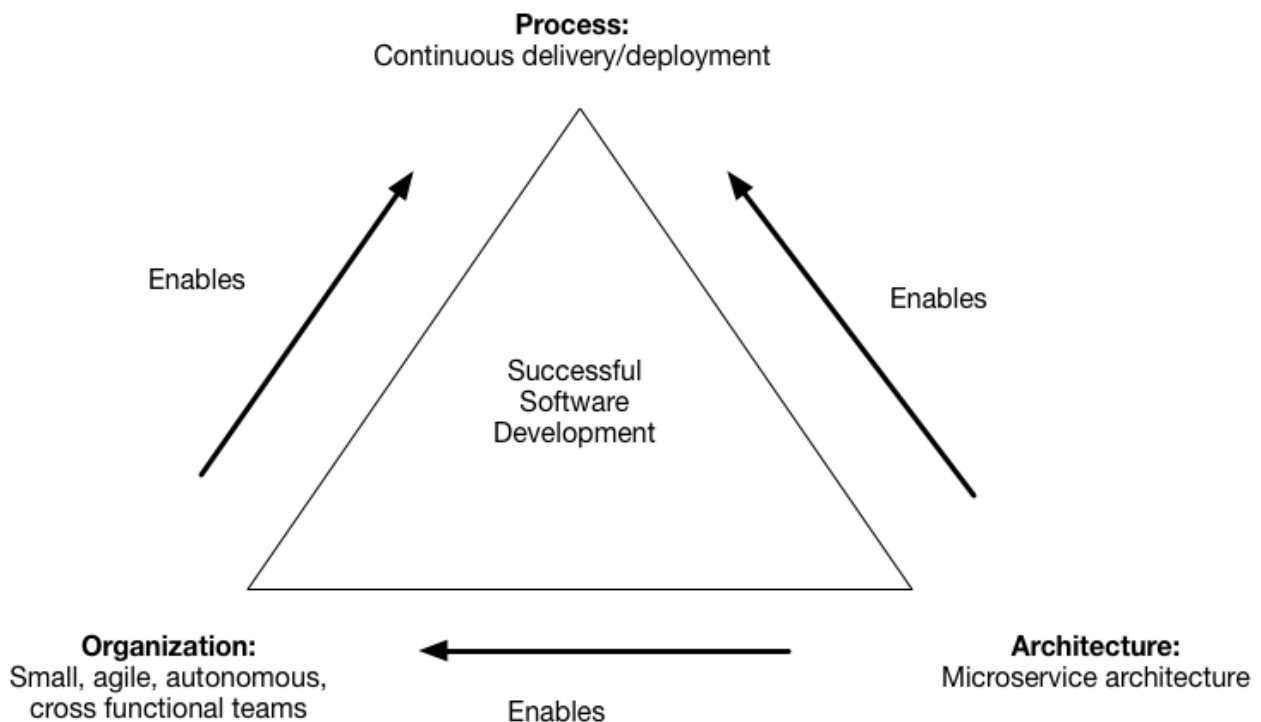 Process:
Continuous delivery/deployment
Enables
Enables
Successful
Software
Development
Organization:
Small, agile, autonomous,
cross functional teams
Enables
Architecture:
Microservice architecture